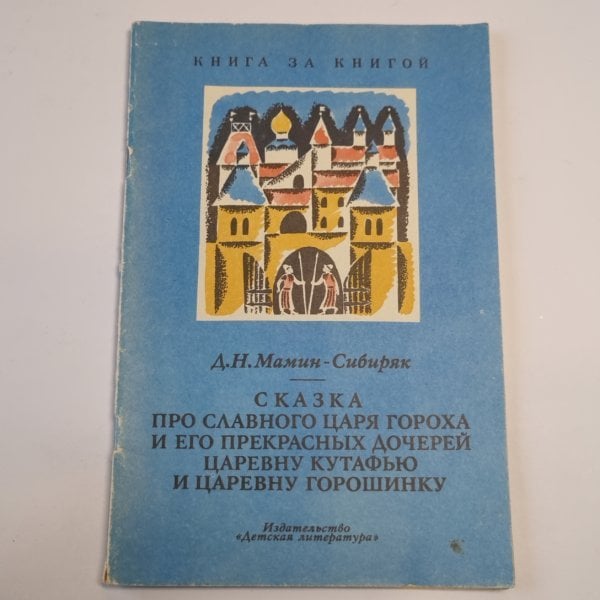 КНИГА ЗА КНИГОЙ
Д.Н.Мамин-Сибиряк
СКАЗКА
ПРО СЛАВНОГО ЦАРЯ ГОРОХА
И ЕГО ПРЕКРАСНЫХ ДОЧЕРЕЙ
ЦАРЕВНУ КУТАФЬЮ
И ЦАРЕВНУ ГОРОШИНКУ
Издательство
«Детская литература»